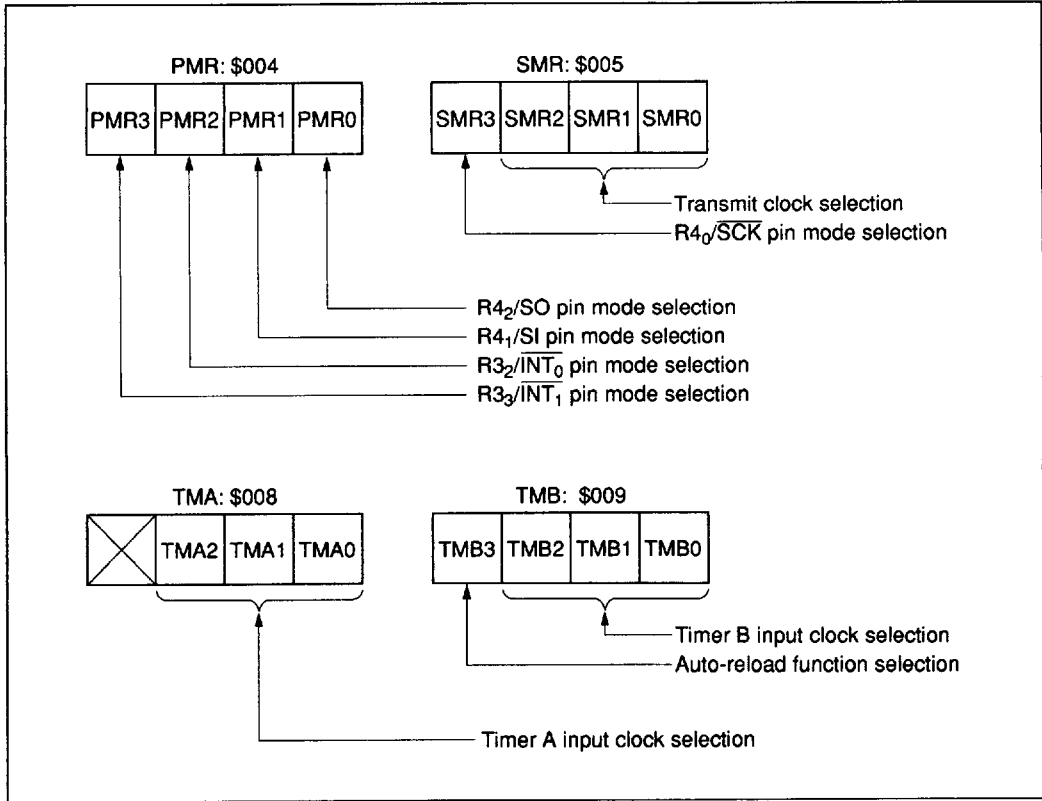 PMR: $004
PMR3 PMR2 PMR1 PMR0
R4₂/SO pin mode selection
R4₁/SI pin mode selection
R3₂/I̅N̅T̅₀̅ pin mode selection
R3₃/I̅N̅T̅₁̅ pin mode selection
SMR: $005
SMR3 SMR2 SMR1 SMR0
Transmit clock selection
R4₀/S̅C̅K̅ pin mode selection
TMA: $008
TMA2 TMA1 TMA0
Timer A input clock selection
TMB: $009
TMB3 TMB2 TMB1 TMB0
Timer B input clock selection
Auto-reload function selection